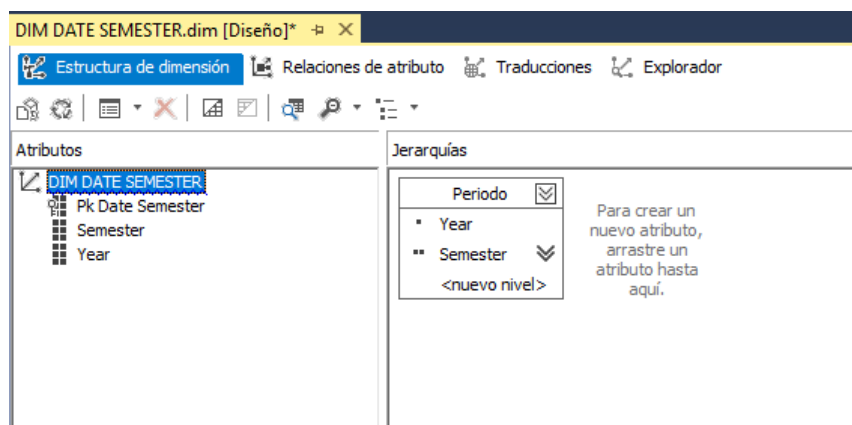 DIM DATE SEMESTER.dim [Diseño]*
Estructura de dimensión Relaciones de atributo Traducciones Explorador
Atributos
DIM DATE SEMESTER
Pk Date Semester
Semester
Year
Jerarquías
Periodo
Year
Semester
<nuevo nivel>
Para crear un
nuevo atributo,
arrastre un
atributo hasta
aquí.